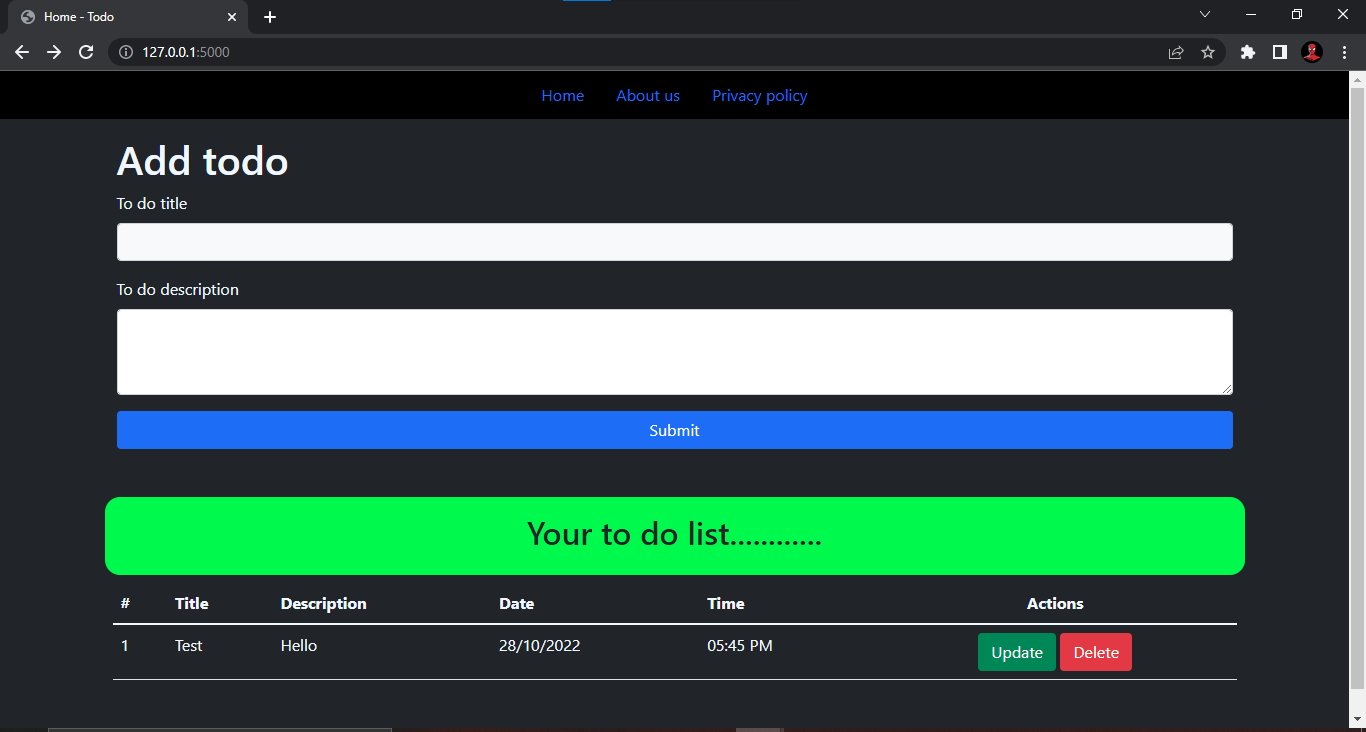 Home - Todo
127.0.0.1:5000
Home About us Privacy policy
Add todo
To do title
To do description
Submit
Your to do list............
# Title Description Date Time Actions
1 Test Hello 28/10/2022 05:45 PM Update Delete